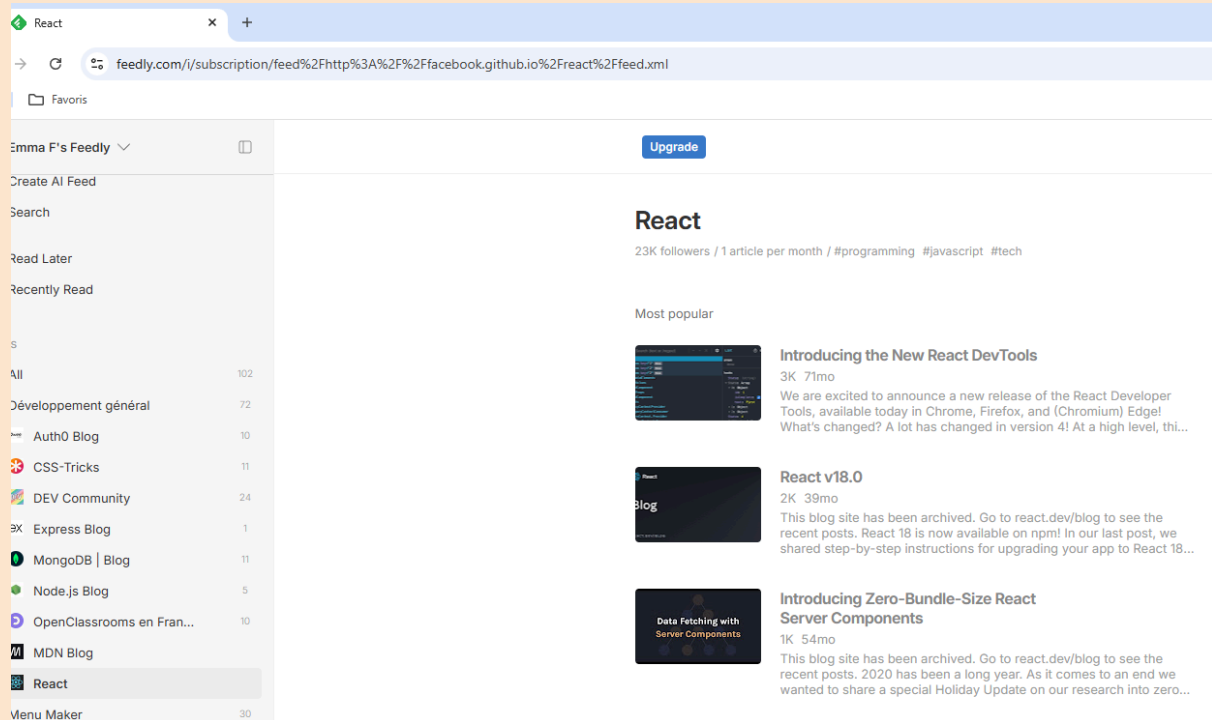 React
feedly.com/i/subscription/feed%2Fhttp%3A%2F%2Ffacebook.github.io%2Freact%2Ffeed.xml
Favoris
Emma F's Feedly
Upgrade
Create AI Feed
Search
Read Later
Recently Read
S
All 102
Développement général 72
Auth0 Blog 10
CSS-Tricks 11
DEV Community 24
ex Express Blog 1
MongoDB | Blog 11
Node.js Blog 5
OpenClassrooms en Fran... 10
MDN Blog
React
Menu Maker 30
React
23K followers / 1 article per month / #programming #javascript #tech
Most popular
Introducing the New React DevTools
3K 71mo
We are excited to announce a new release of the React Developer
Tools, available today in Chrome, Firefox, and (Chromium) Edge!
What's changed? A lot has changed in version 4! At a high level, thi...
React
Blog
React v18.0
2K 39mo
This blog site has been archived. Go to react.dev/blog to see the
recent posts. React 18 is now available on npm! In our last post, we
shared step-by-step instructions for upgrading your app to React 18...
Data Fetching with
Server Components
Introducing Zero-Bundle-Size React
Server Components
1K 54mo
This blog site has been archived. Go to react.dev/blog to see the
recent posts. 2020 has been a long year. As it comes to an end we
wanted to share a special Holiday Update on our research into zero...